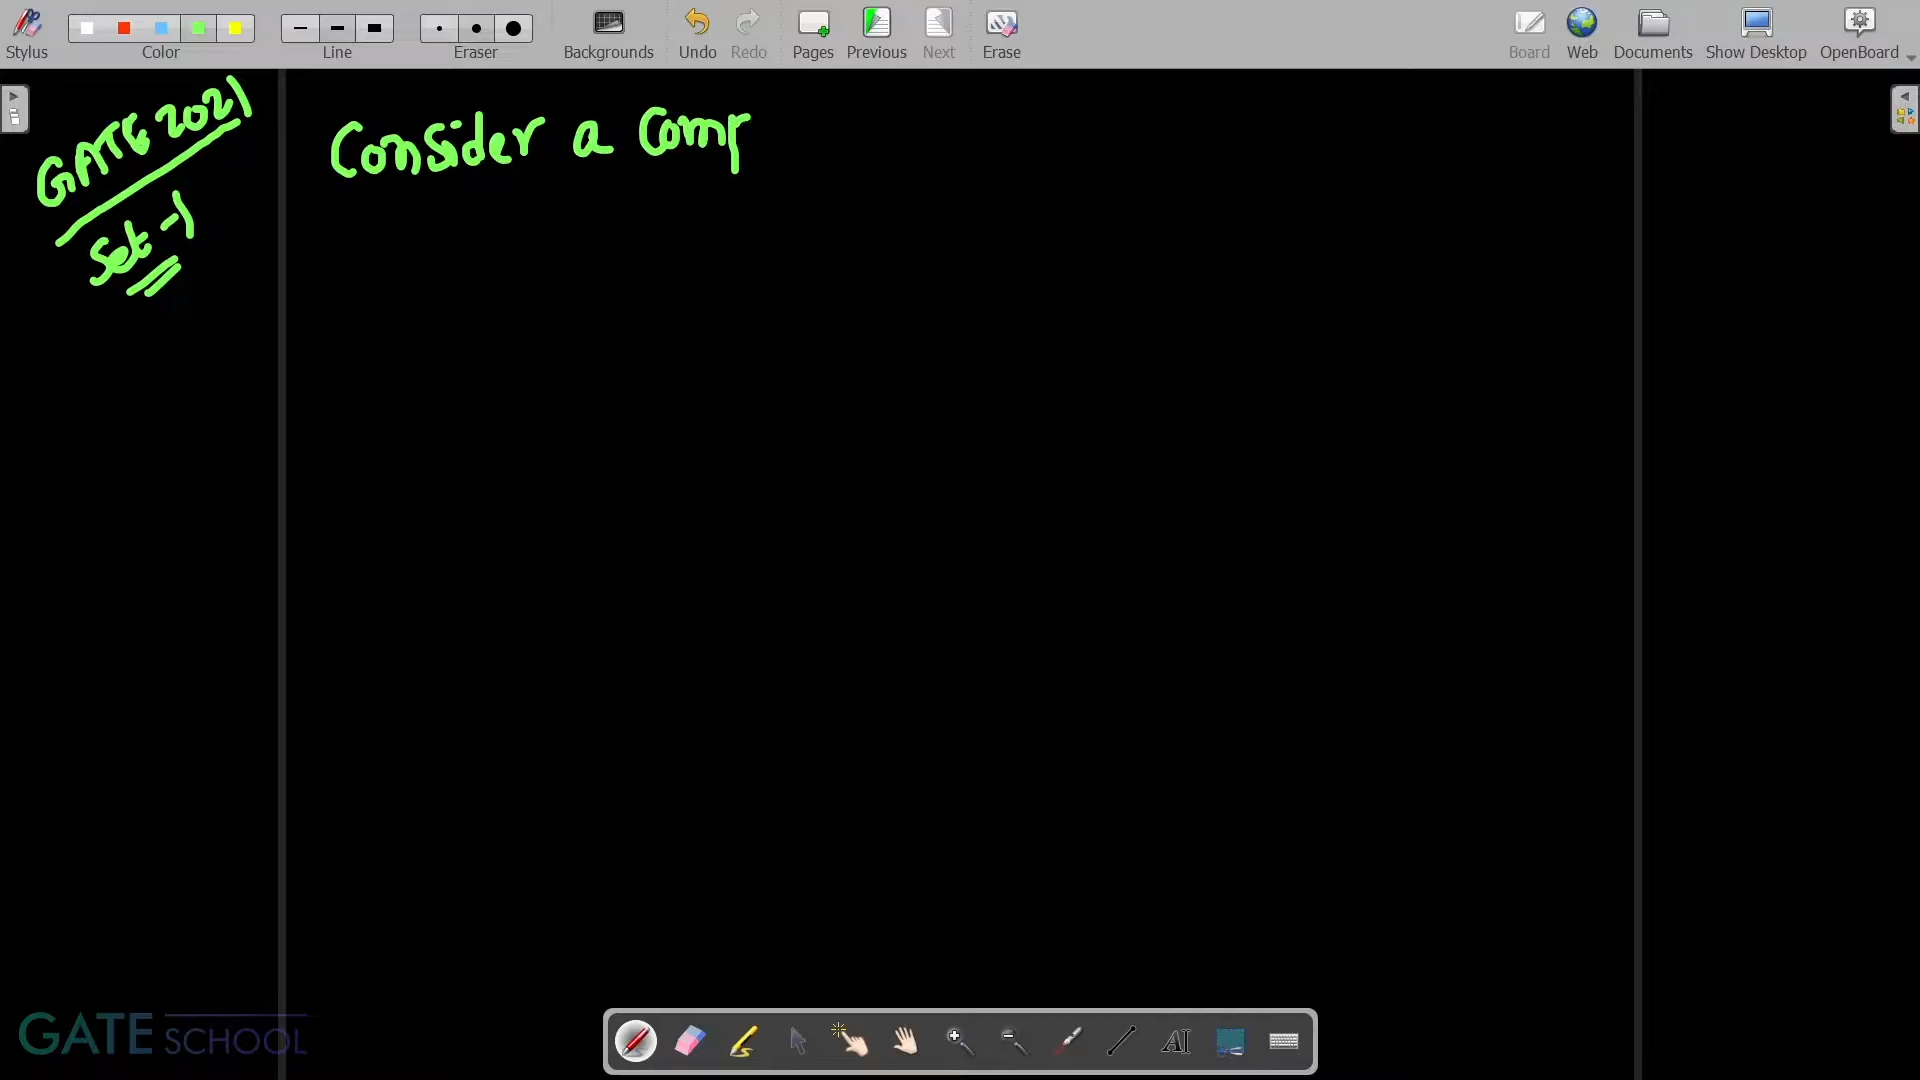 Stylus
Color
Line
Eraser
Backgrounds
Undo
Redo
Pages
Previous
Next
Erase
Board
Web
Documents
Show Desktop
OpenBoard
GATE 2021
Set-1
Consider a Comp
GATE SCHOOL
AI